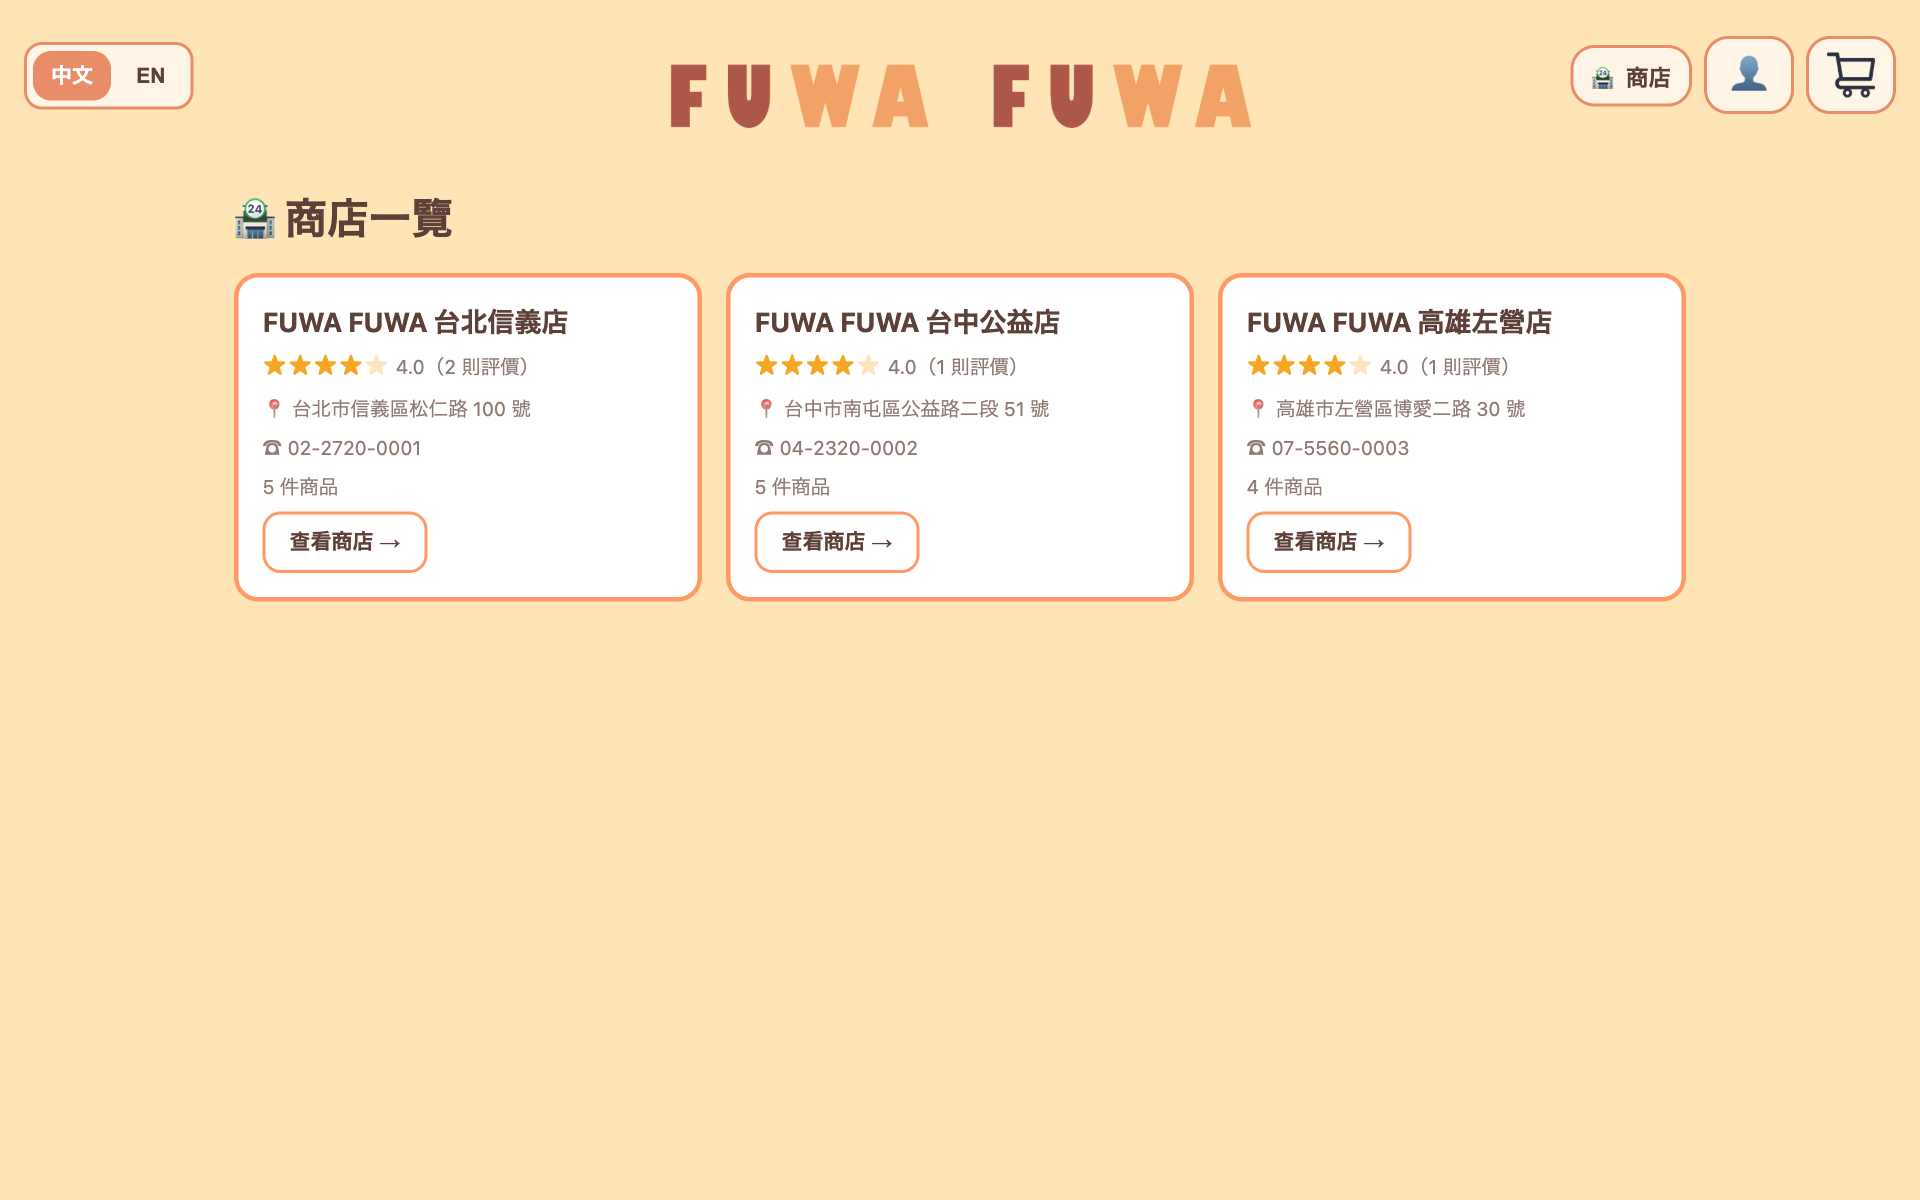 中文 EN
FUWA FUWA
商店
商店一覽
FUWA FUWA 台北信義店
4.0（2 則評價）
台北市信義區松仁路 100 號
02-2720-0001
5 件商品
查看商店 →
FUWA FUWA 台中公益店
4.0（1 則評價）
台中市南屯區公益路二段 51 號
04-2320-0002
5 件商品
查看商店 →
FUWA FUWA 高雄左營店
4.0（1 則評價）
高雄市左營區博愛二路 30 號
07-5560-0003
4 件商品
查看商店 →